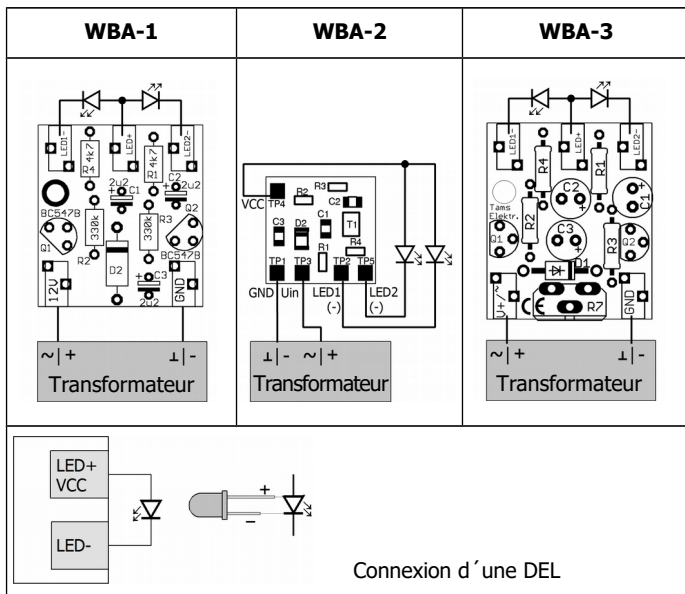 WBA-1
WBA-2
WBA-3
LED1-
LED+
LED2-
R4
4k7
4k7
R1
2u2
C1
C2
2u2
BC547B
Q1
330k
R2
330k
R3
Q2
BC547B
D2
C3
2u2
12V
GND
~|+
⊥|-
Transformateur
VCC
TP4
R2
R3
C2
C3
D2
C1
T1
R1
R4
TP1
TP3
TP2
TP5
GND
Uin
LED1
LED2
(-)
(-)
⊥|-
~|+
Transformateur
LED1-
LED+
LED2-
R4
R1
Tams
Elektr.
C2
C1
R2
Q1
C3
R3
Q2
D1
V+/~
CE
R7
GND
~|+
⊥|-
Transformateur
LED+
VCC
LED-
+
-
Connexion d´une DEL